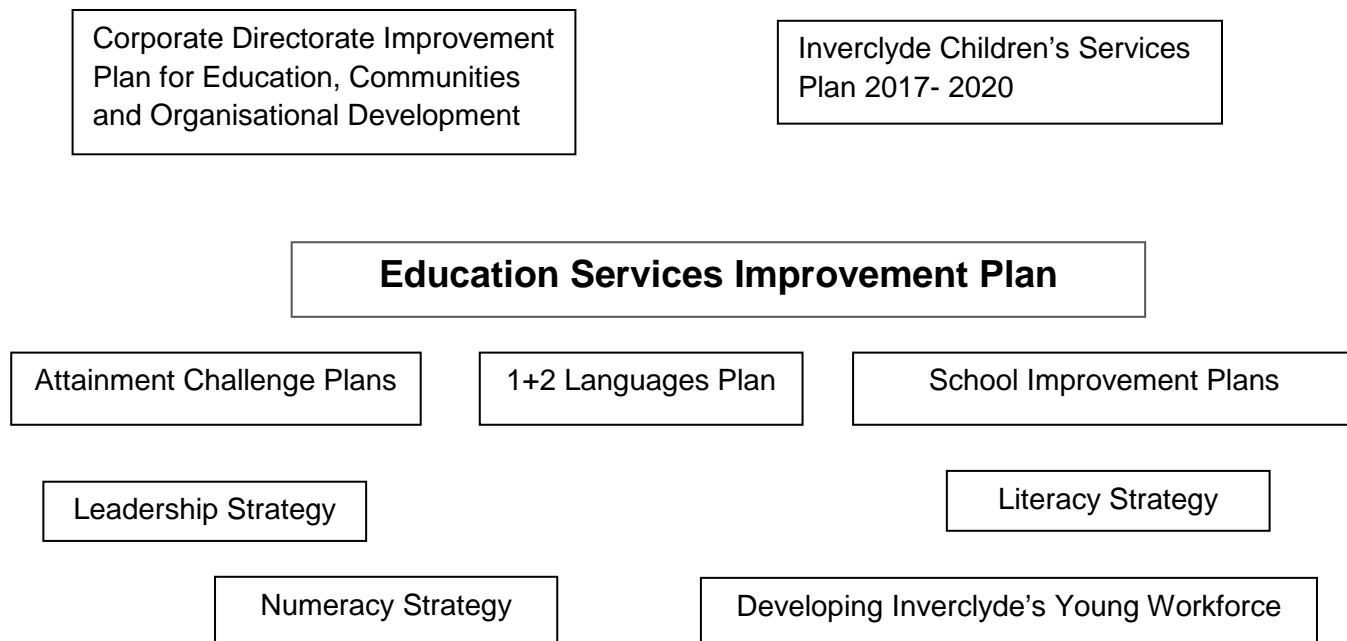 Corporate Directorate Improvement
Plan for Education, Communities
and Organisational Development
Inverclyde Children’s Services
Plan 2017- 2020
Education Services Improvement Plan
Attainment Challenge Plans
1+2 Languages Plan
School Improvement Plans
Leadership Strategy
Literacy Strategy
Numeracy Strategy
Developing Inverclyde’s Young Workforce